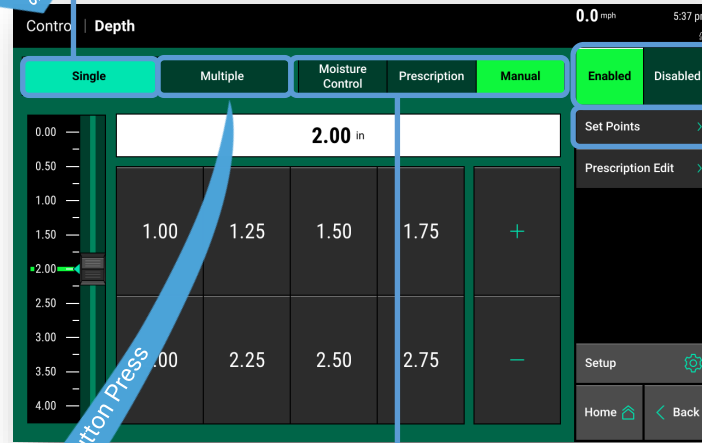 Control | Depth
0.0 mph
5:37 pm
Single
Multiple
Moisture
Control
Prescription
Manual
Enabled
Disabled
2.00 in
Set Points
Prescription Edit
0.00
0.50
1.00
1.50
2.00
2.50
3.00
3.50
4.00
1.00 1.25 1.50 1.75 +
.00 2.25 2.50 2.75 −
Button Press
Setup
Home
Back